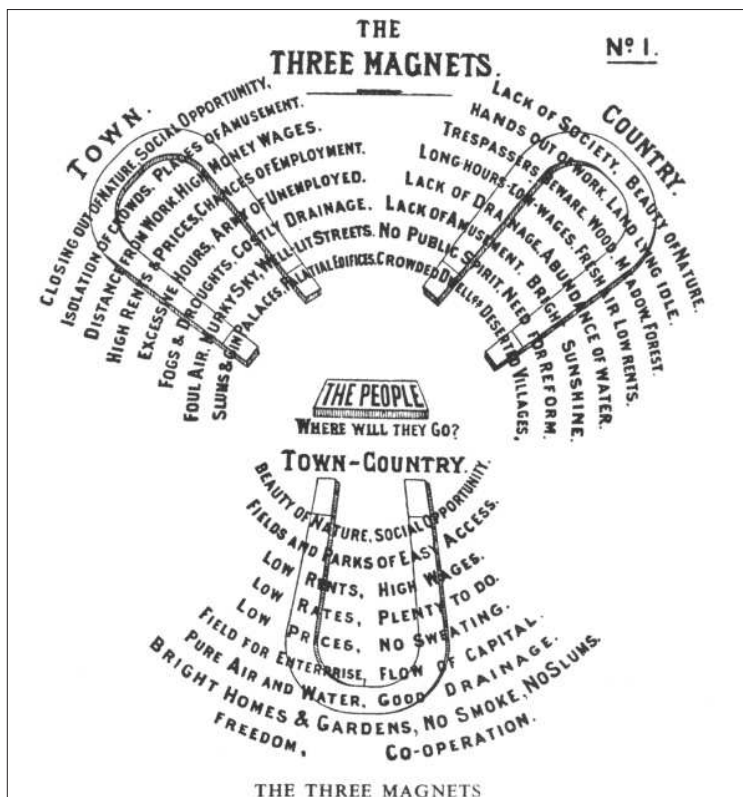 THE
THREE MAGNETS.
Nº 1.
TOWN.
CLOSING OUT OF NATURE. SOCIAL OPPORTUNITY.
ISOLATION OF CROWDS. PLACES OF AMUSEMENT.
DISTANCE FROM WORK. HIGH MONEY WAGES.
HIGH RENTS & PRICES. CHANCES OF EMPLOYMENT.
EXCESSIVE HOURS. ARMY OF UNEMPLOYED.
FOGS & DROUGHTS. COSTLY DRAINAGE.
FOUL AIR. MURKY SKY. WELL-LIT STREETS.
SLUMS & GIN PALACES. PALATIAL EDIFICES.
COUNTRY.
LACK OF SOCIETY. BEAUTY OF NATURE.
HANDS OUT OF WORK. LAND LYING IDLE.
TRESPASSERS BEWARE. WOOD, MEADOW, FOREST.
LONG HOURS-LOW WAGES. FRESH AIR. LOW RENTS.
LACK OF DRAINAGE. ABUNDANCE OF WATER.
LACK OF AMUSEMENT. BRIGHT SUNSHINE.
NO PUBLIC SPIRIT. NEED FOR REFORM.
CROWDED DWELLGS DESERTED VILLAGES.
THE PEOPLE
WHERE WILL THEY GO?
TOWN-COUNTRY.
BEAUTY OF NATURE. SOCIAL OPPORTUNITY.
FIELDS AND PARKS OF EASY ACCESS.
LOW RENTS, HIGH WAGES.
LOW RATES, PLENTY TO DO.
LOW PRICES, NO SWEATING.
FIELD FOR ENTERPRISE, FLOW OF CAPITAL.
PURE AIR AND WATER, GOOD DRAINAGE.
BRIGHT HOMES & GARDENS, NO SMOKE, NO SLUMS.
FREEDOM, CO-OPERATION.
THE THREE MAGNETS